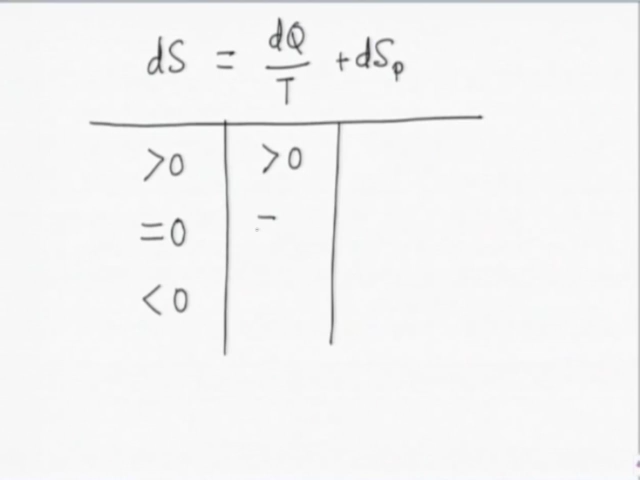 dS = dQ/T + dSp
>0 >0
=0 -
<0